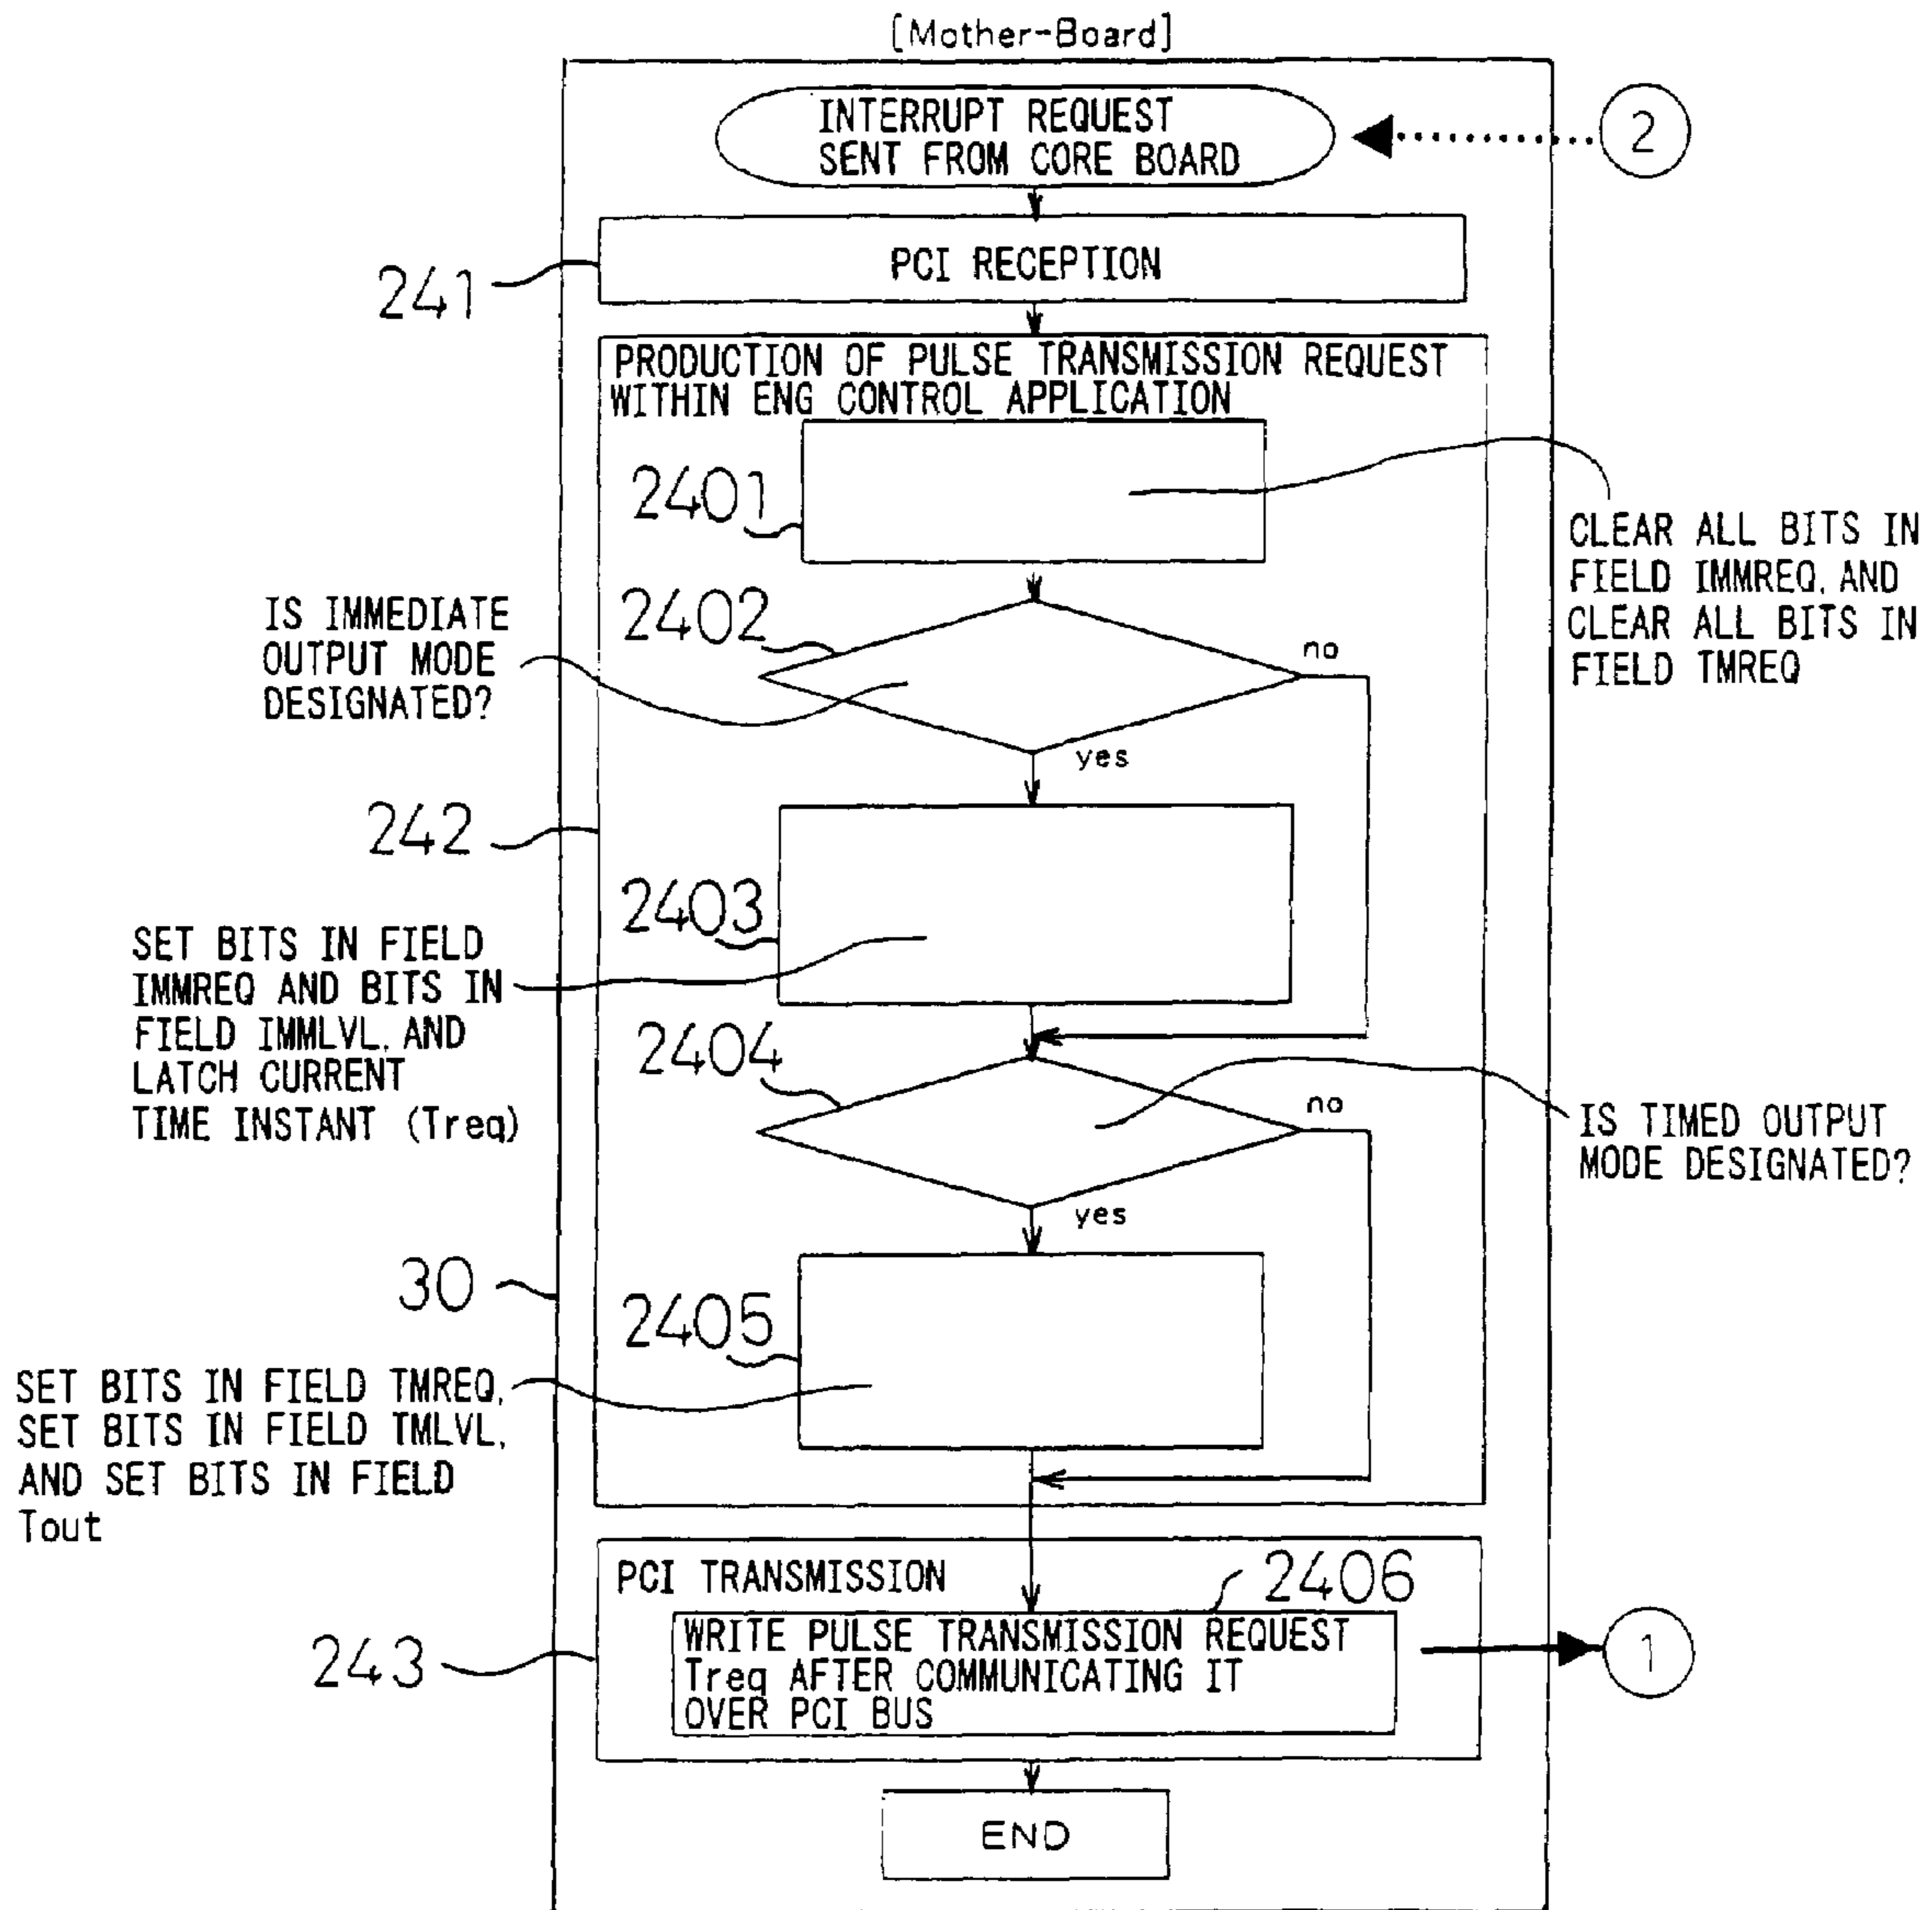 [Mother-Board]
INTERRUPT REQUEST
SENT FROM CORE BOARD
2
PCI RECEPTION
241
PRODUCTION OF PULSE TRANSMISSION REQUEST
WITHIN ENG CONTROL APPLICATION
2401
CLEAR ALL BITS IN
FIELD IMMREQ, AND
CLEAR ALL BITS IN
FIELD TMREQ
IS IMMEDIATE
OUTPUT MODE
DESIGNATED?
2402
no
yes
242
2403
SET BITS IN FIELD
IMMREQ AND BITS IN
FIELD IMMLVL, AND
LATCH CURRENT
TIME INSTANT (Treq)
2404
no
IS TIMED OUTPUT
MODE DESIGNATED?
yes
30
2405
SET BITS IN FIELD TMREQ,
SET BITS IN FIELD TMLVL,
AND SET BITS IN FIELD
Tout
PCI TRANSMISSION
2406
243
WRITE PULSE TRANSMISSION REQUEST
Treq AFTER COMMUNICATING IT
OVER PCI BUS
1
END